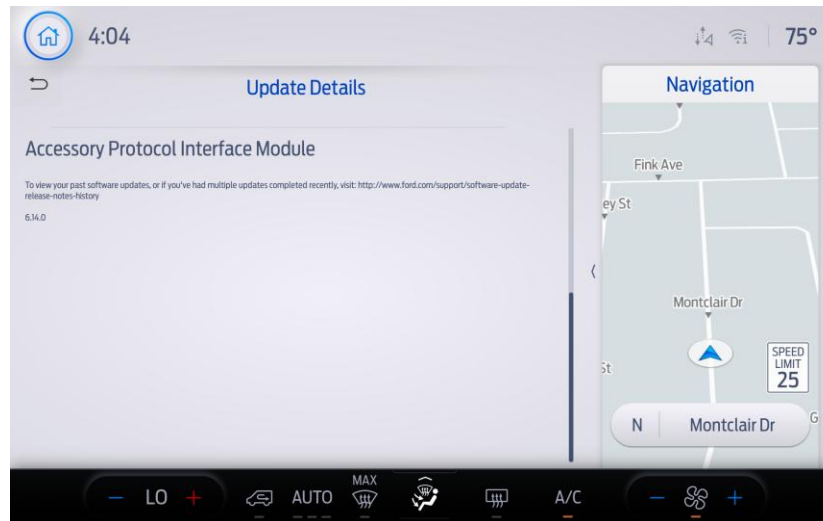 4:04
75°
Update Details
Navigation
Accessory Protocol Interface Module
To view your past software updates, or if you've had multiple updates completed recently, visit: http://www.ford.com/support/software-update-
release-notes-history
6.14.0
Fink Ave
ey St
Montclair Dr
St
SPEED
LIMIT
25
N Montclair Dr
G
LO
AUTO
MAX
A/C